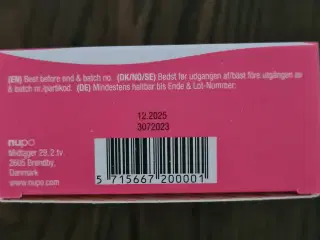 (EN) Best before end & batch no. (DK/NO/SE) Bedst før udgangen af/bäst före utgången av
& batch nr./partikod. (DE) Mindestens haltbar bis Ende & Lot-Nummer:
12.2025
3072023
nupo
29, 2.tv
2605 Brøndby,
Denmark
www.nupo.com
5 715667 200001